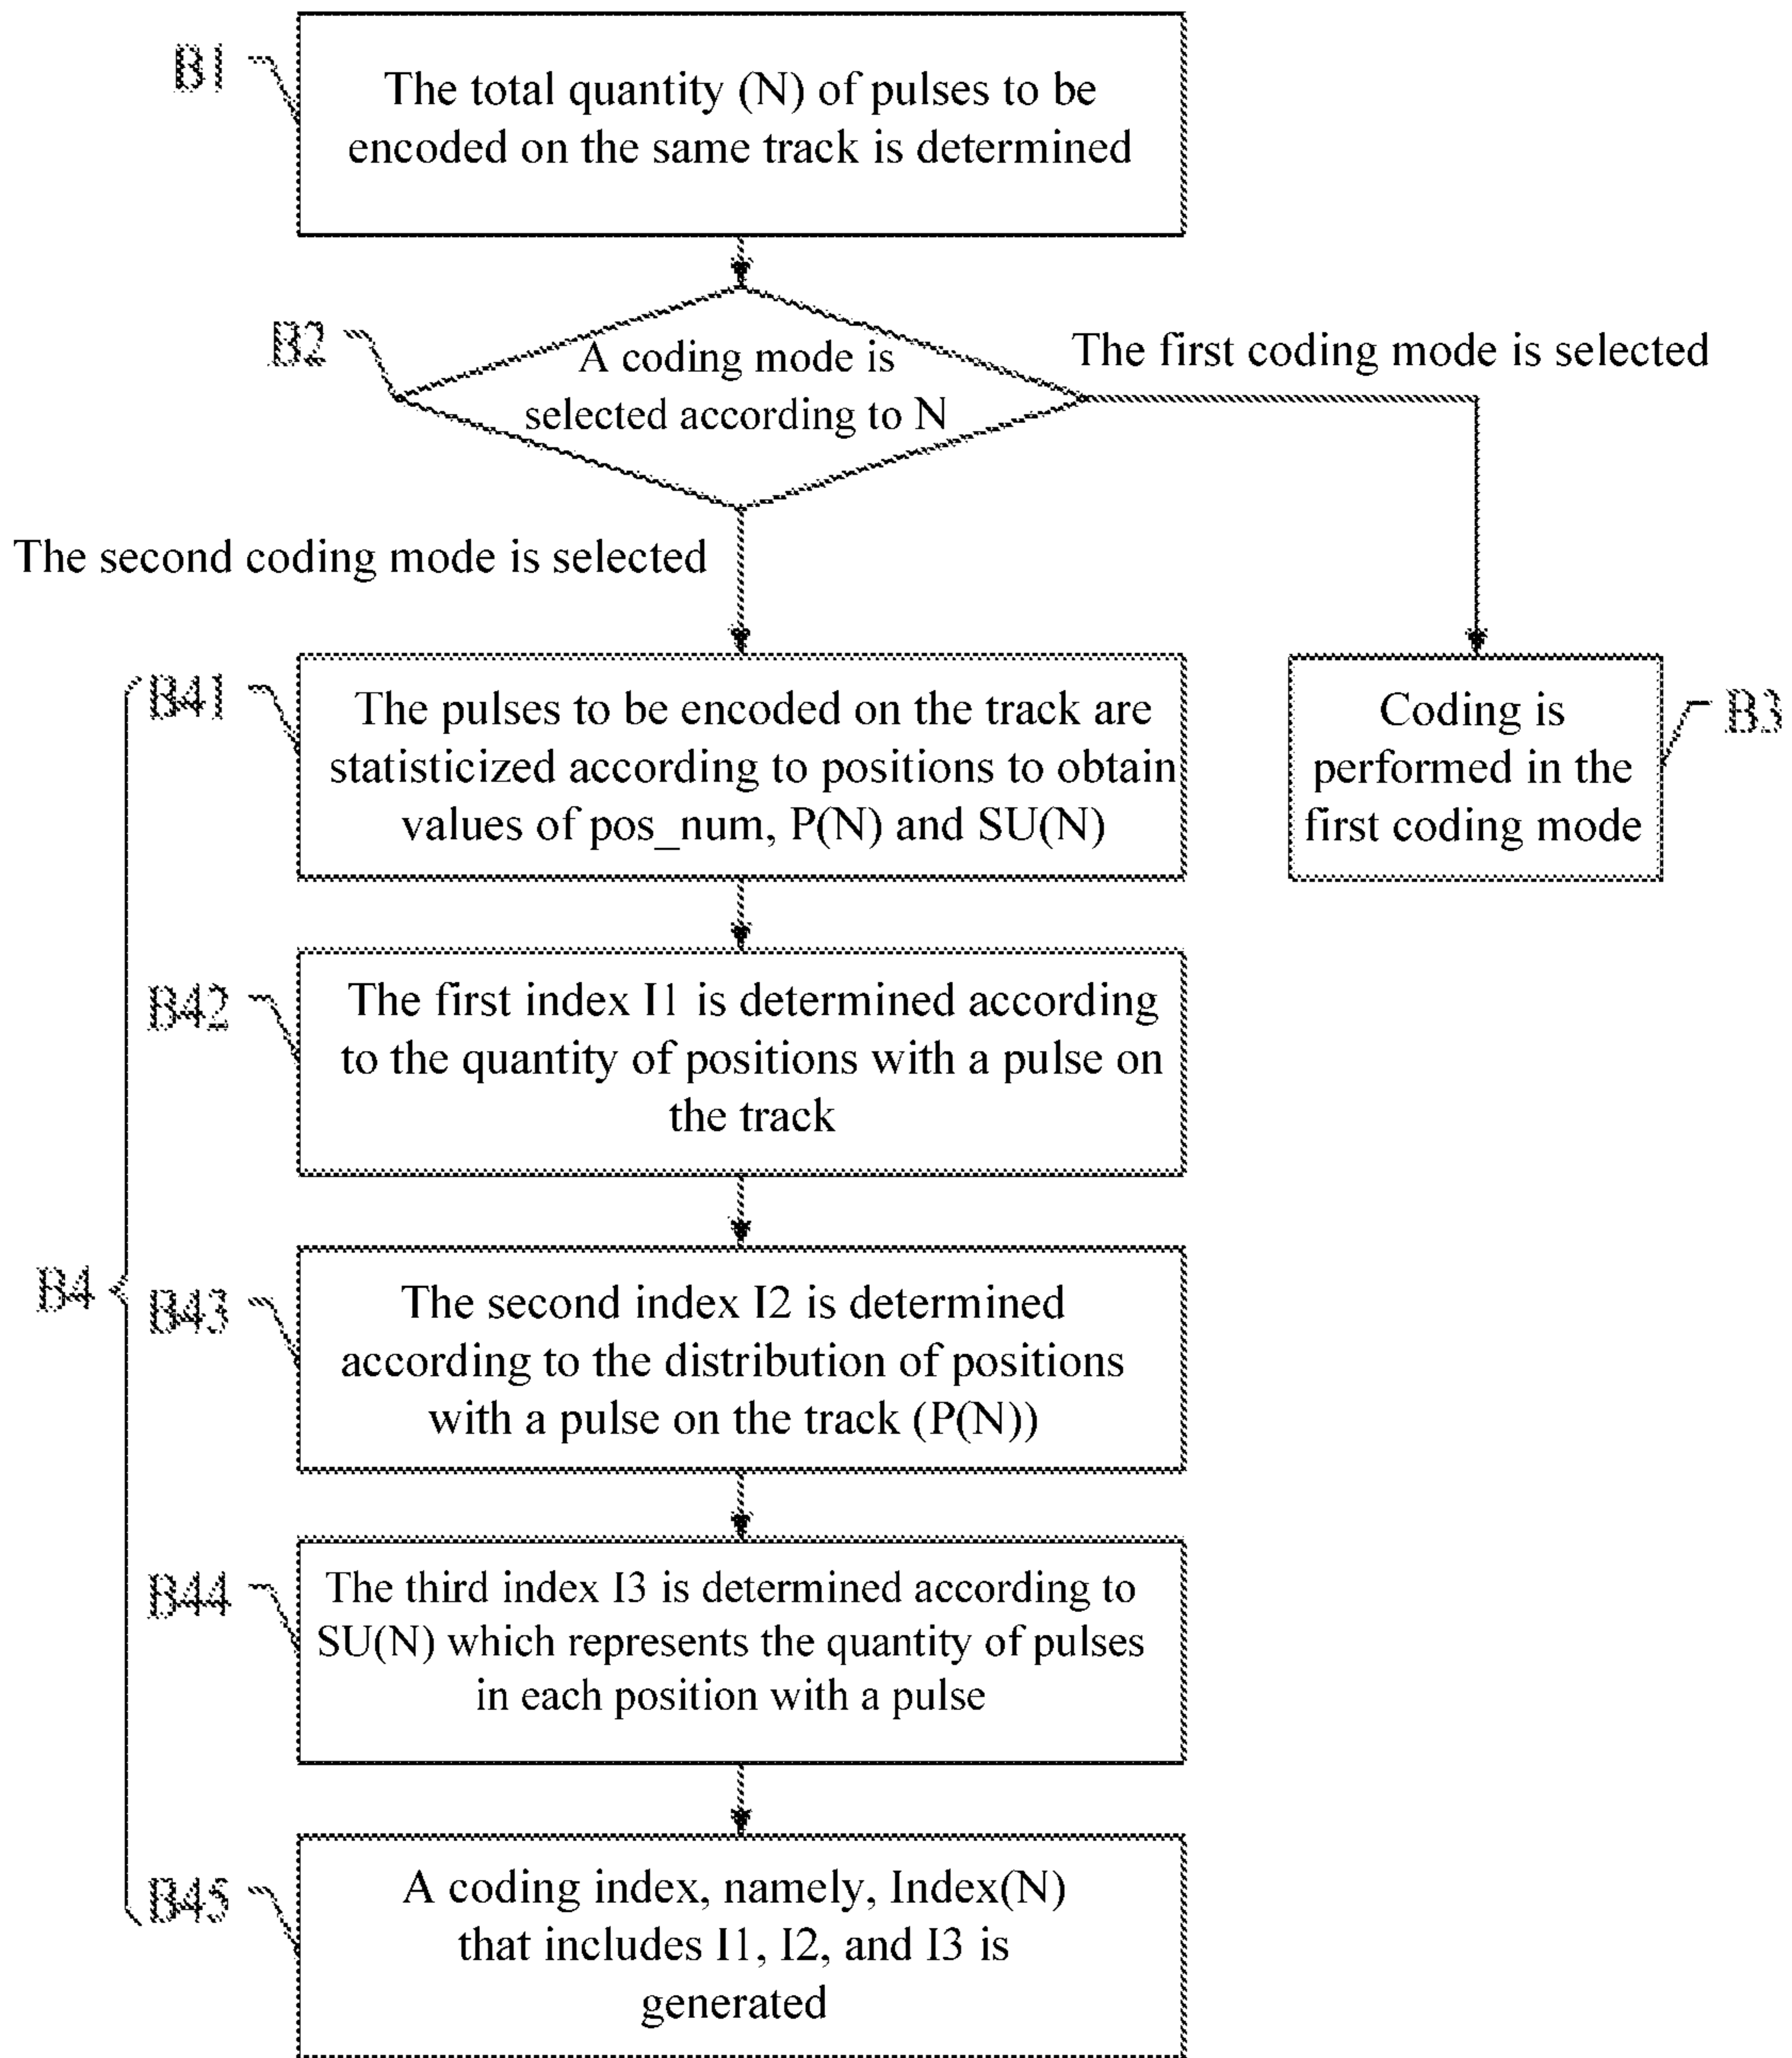 B1
The total quantity (N) of pulses to be
encoded on the same track is determined
B2
A coding mode is
selected according to N
The first coding mode is selected
The second coding mode is selected
B41
The pulses to be encoded on the track are
statisticized according to positions to obtain
values of pos_num, P(N) and SU(N)
Coding is
performed in the
first coding mode
B3
B42
The first index I1 is determined according
to the quantity of positions with a pulse on
the track
B4
B43
The second index I2 is determined
according to the distribution of positions
with a pulse on the track (P(N))
B44
The third index I3 is determined according to
SU(N) which represents the quantity of pulses
in each position with a pulse
B45
A coding index, namely, Index(N)
that includes I1, I2, and I3 is
generated